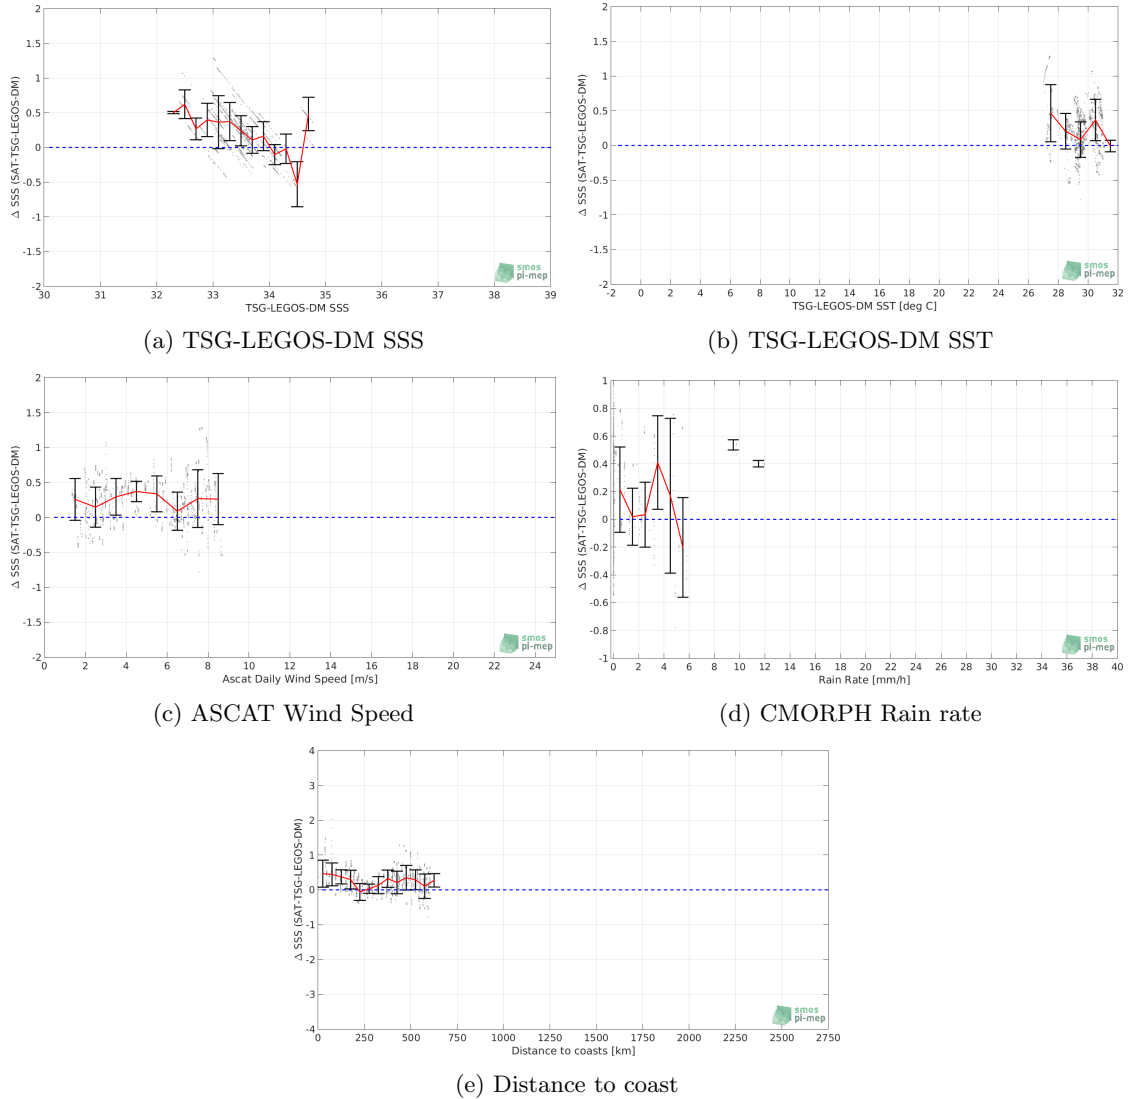 2
1.5
1
0.5
0
-0.5
-1
-1.5
-2
Δ SSS (SAT-TSG-LEGOS-DM)
30 31 32 33 34 35 36 37 38 39
TSG-LEGOS-DM SSS
smos
pi-mep
(a) TSG-LEGOS-DM SSS
2
1.5
1
0.5
0
-0.5
-1
-1.5
-2
Δ SSS (SAT-TSG-LEGOS-DM)
-2 0 2 4 6 8 10 12 14 16 18 20 22 24 26 28 30 32
TSG-LEGOS-DM SST [deg C]
smos
pi-mep
(b) TSG-LEGOS-DM SST
2
1.5
1
0.5
0
-0.5
-1
-1.5
-2
Δ SSS (SAT-TSG-LEGOS-DM)
2 4 6 8 10 12 14 16 18 20 22 24
Ascat Daily Wind Speed [m/s]
smos
pi-mep
(c) ASCAT Wind Speed
1
0.8
0.6
0.4
0.2
0
-0.2
-0.4
-0.6
-0.8
-1
Δ SSS (SAT-TSG-LEGOS-DM)
0 2 4 6 8 10 12 14 16 18 20 22 24 26 28 30 32 34 36 38 40
Rain Rate [mm/h]
smos
pi-mep
(d) CMORPH Rain rate
4
3
2
1
0
-1
-2
-3
-4
Δ SSS (SAT-TSG-LEGOS-DM)
0 250 500 750 1000 1250 1500 1750 2000 2250 2500 2750
Distance to coasts [km]
smos
pi-mep
(e) Distance to coast